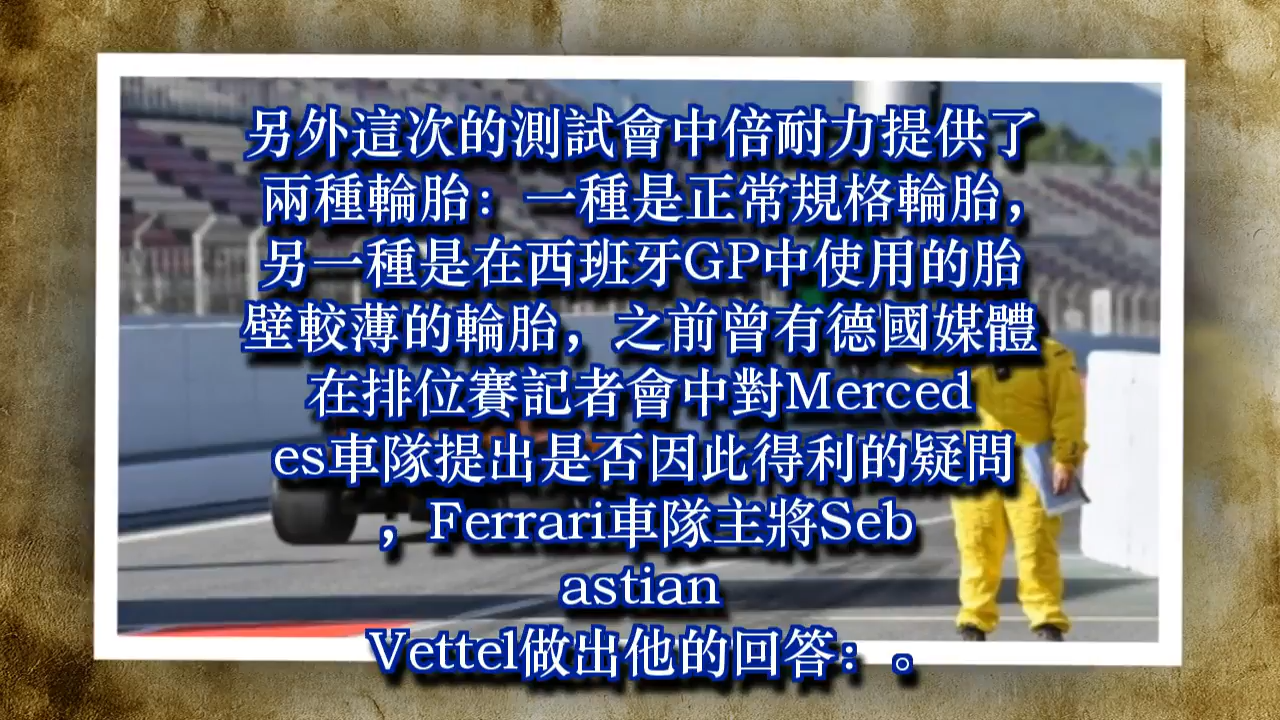 另外這次的測試會中倍耐力提供了
兩種輪胎：一種是正常規格輪胎，
另一種是在西班牙GP中使用的胎
壁較薄的輪胎，之前曾有德國媒體
在排位賽記者會中對Merced
es車隊提出是否因此得利的疑問
，Ferrari車隊主將Seb
astian
Vettel做出他的回答：。